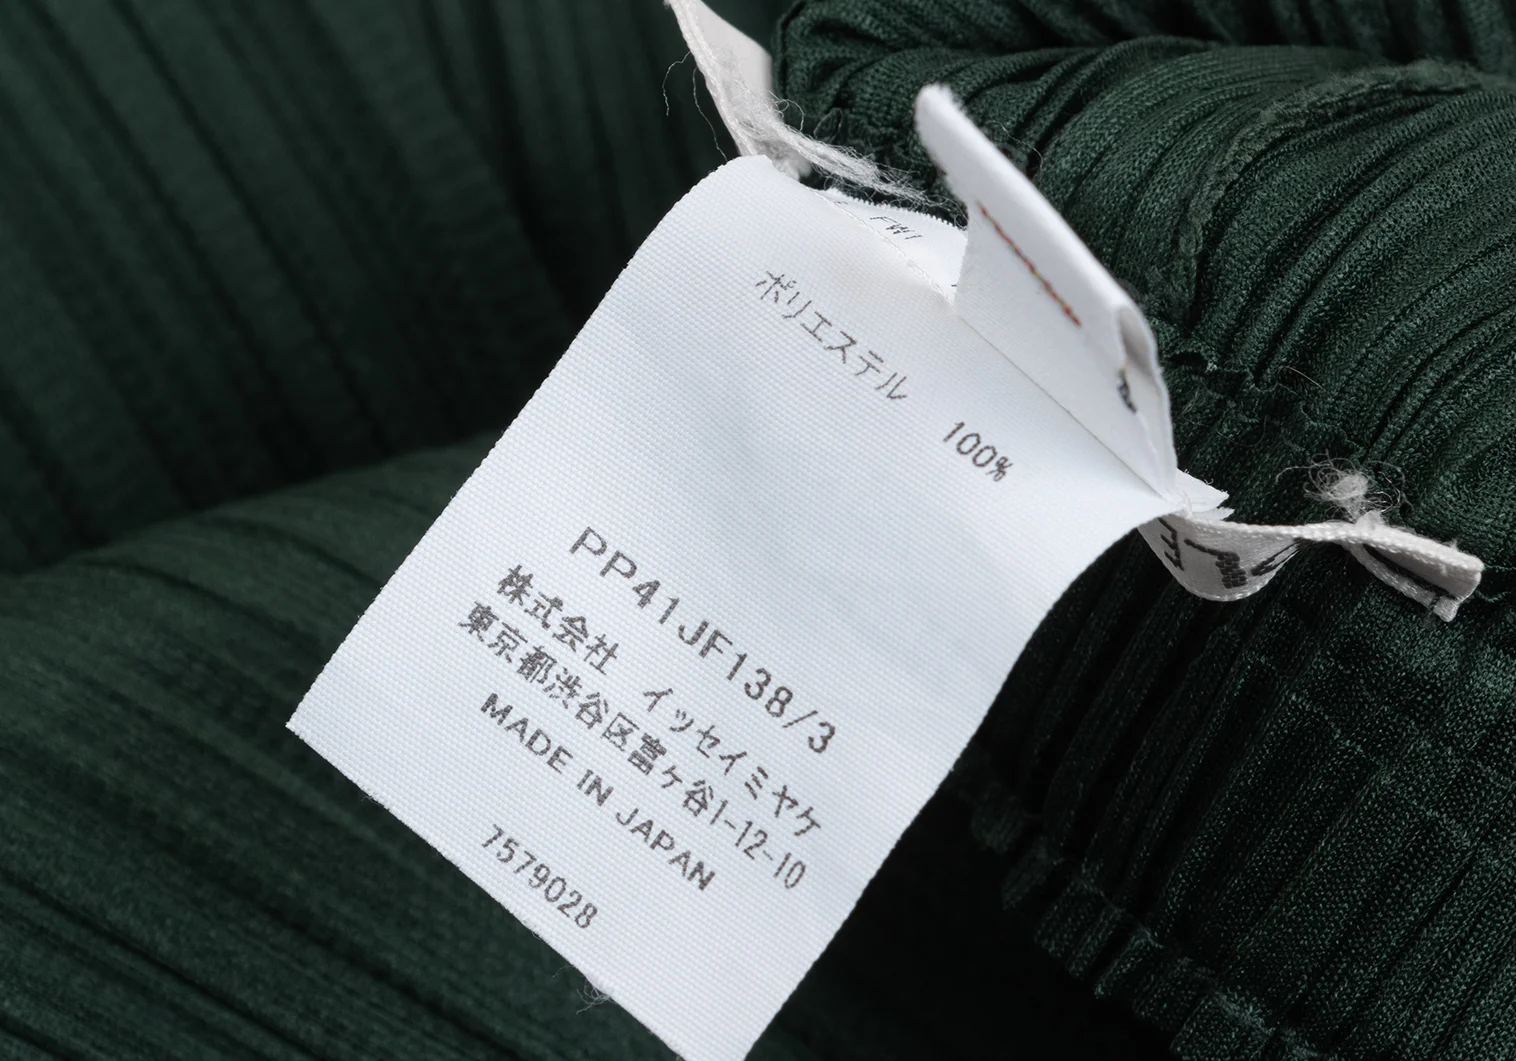 ポリエステル 100%
PP41JF138/3
株式会社 イッセイミヤケ
東京都渋谷区富ヶ谷1-12-10
MADE IN JAPAN
7579028